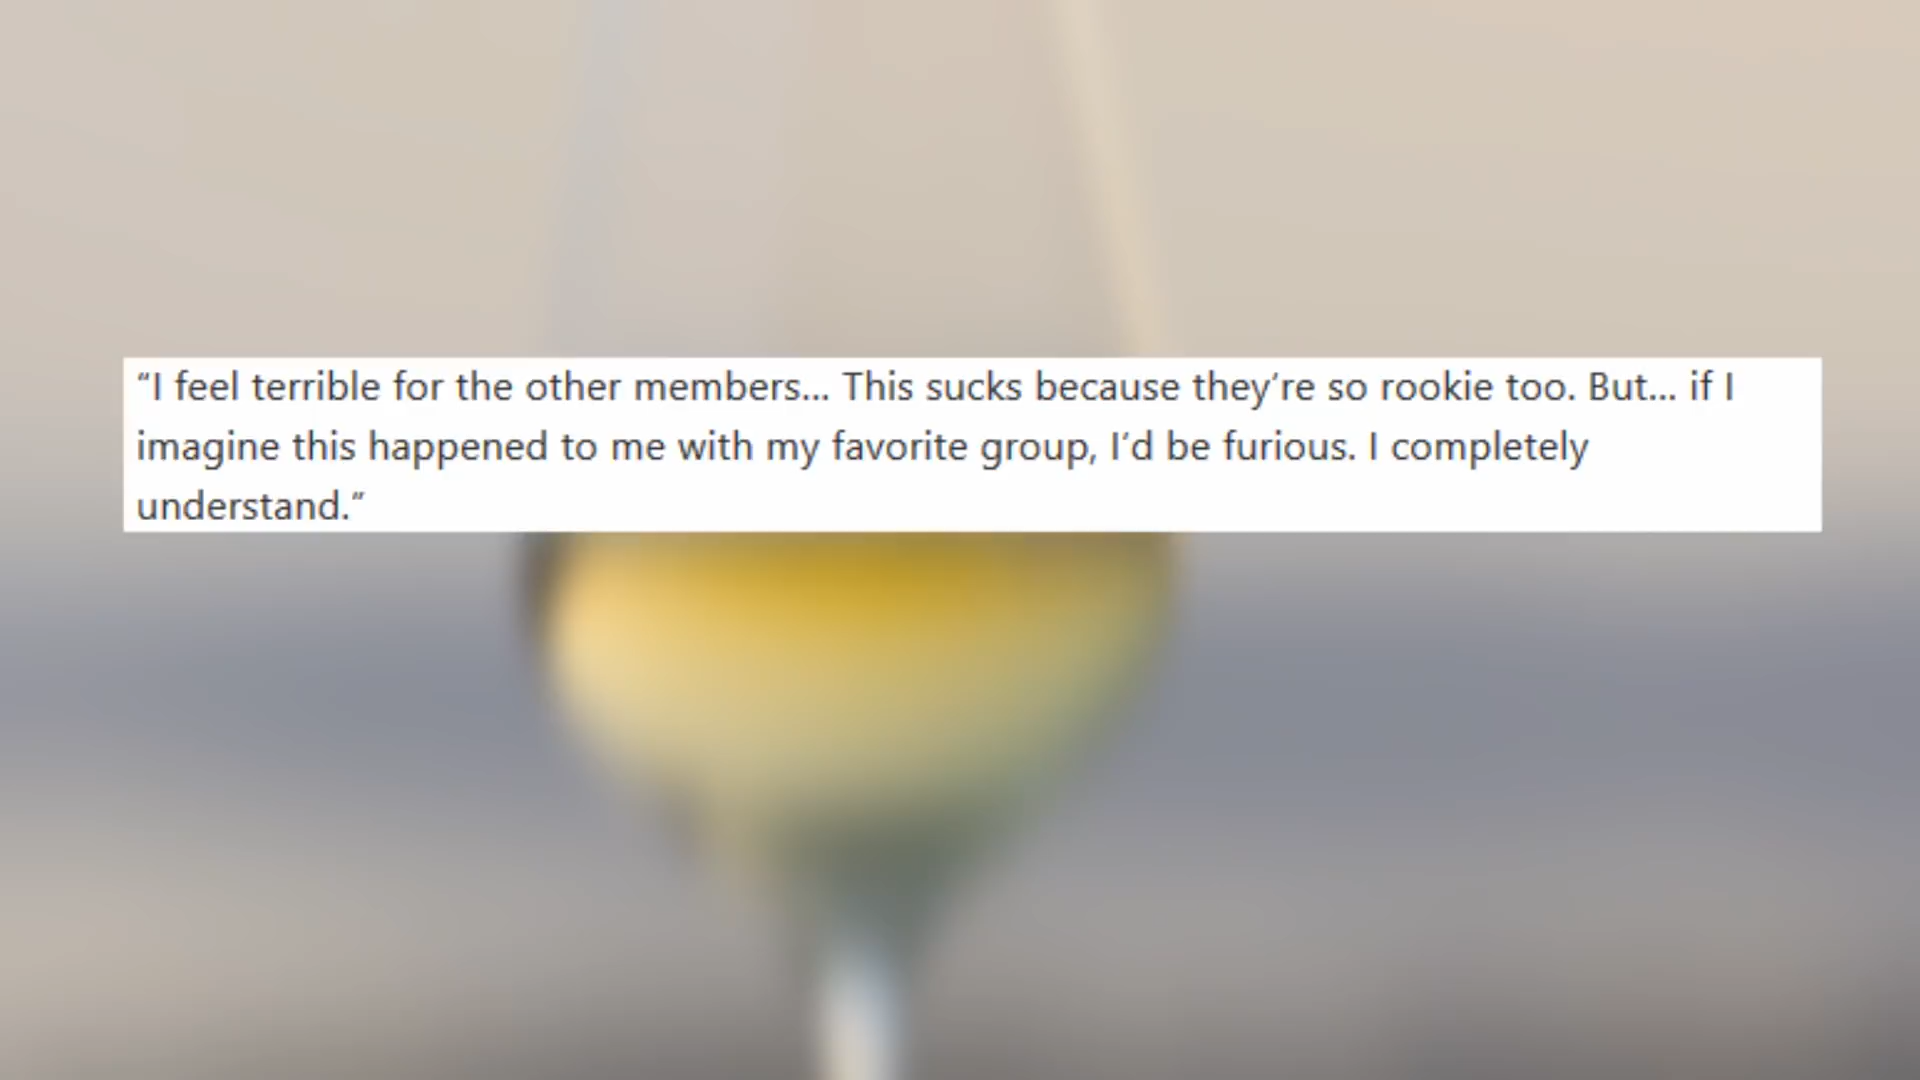 “I feel terrible for the other members... This sucks because they’re so rookie too. But... if I
imagine this happened to me with my favorite group, I’d be furious. I completely
understand.”